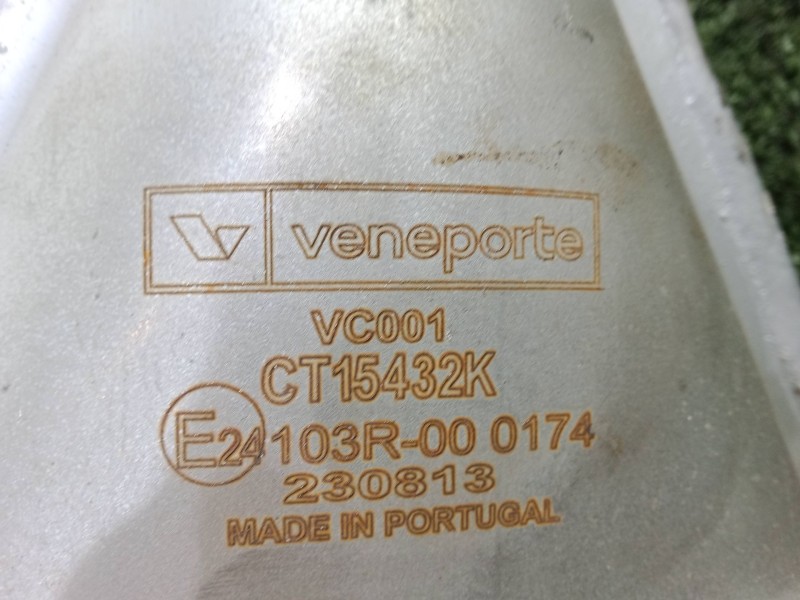 veneporte
VC001
CT15432K
E24 103R-00 0174
230813
MADE IN PORTUGAL